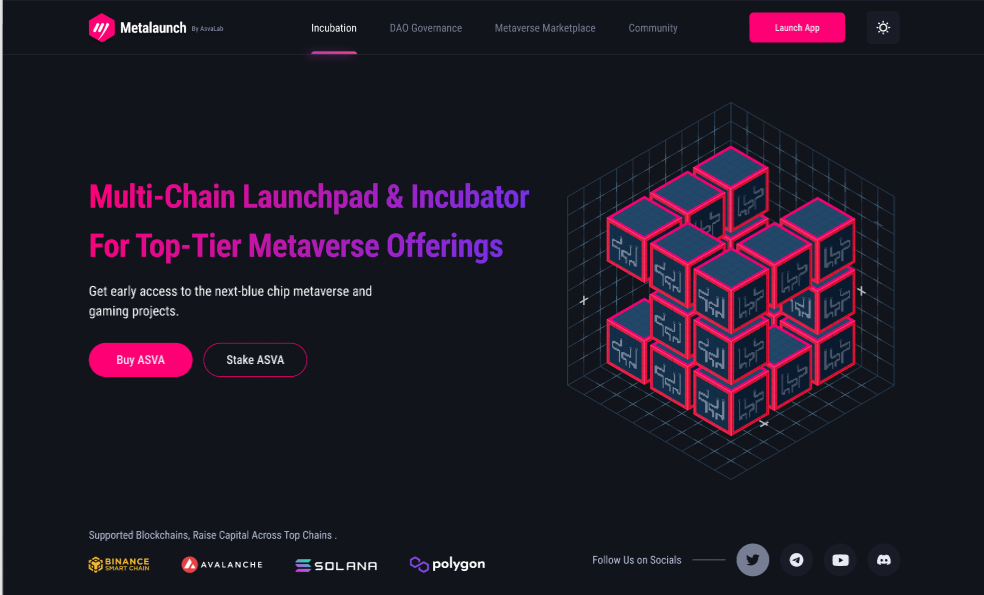 Metalaunch By AsvaLab
Incubation
DAO Governance
Metaverse Marketplace
Community
Launch App
Multi-Chain Launchpad & Incubator
For Top-Tier Metaverse Offerings
Get early access to the next-blue chip metaverse and
gaming projects.
Buy ASVA
Stake ASVA
Supported Blockchains, Raise Capital Across Top Chains .
BINANCE
SMART CHAIN
AVALANCHE
SOLANA
polygon
Follow Us on Socials